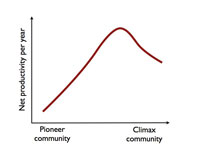 Net productivity per year
Pioneer
community
Climax
community